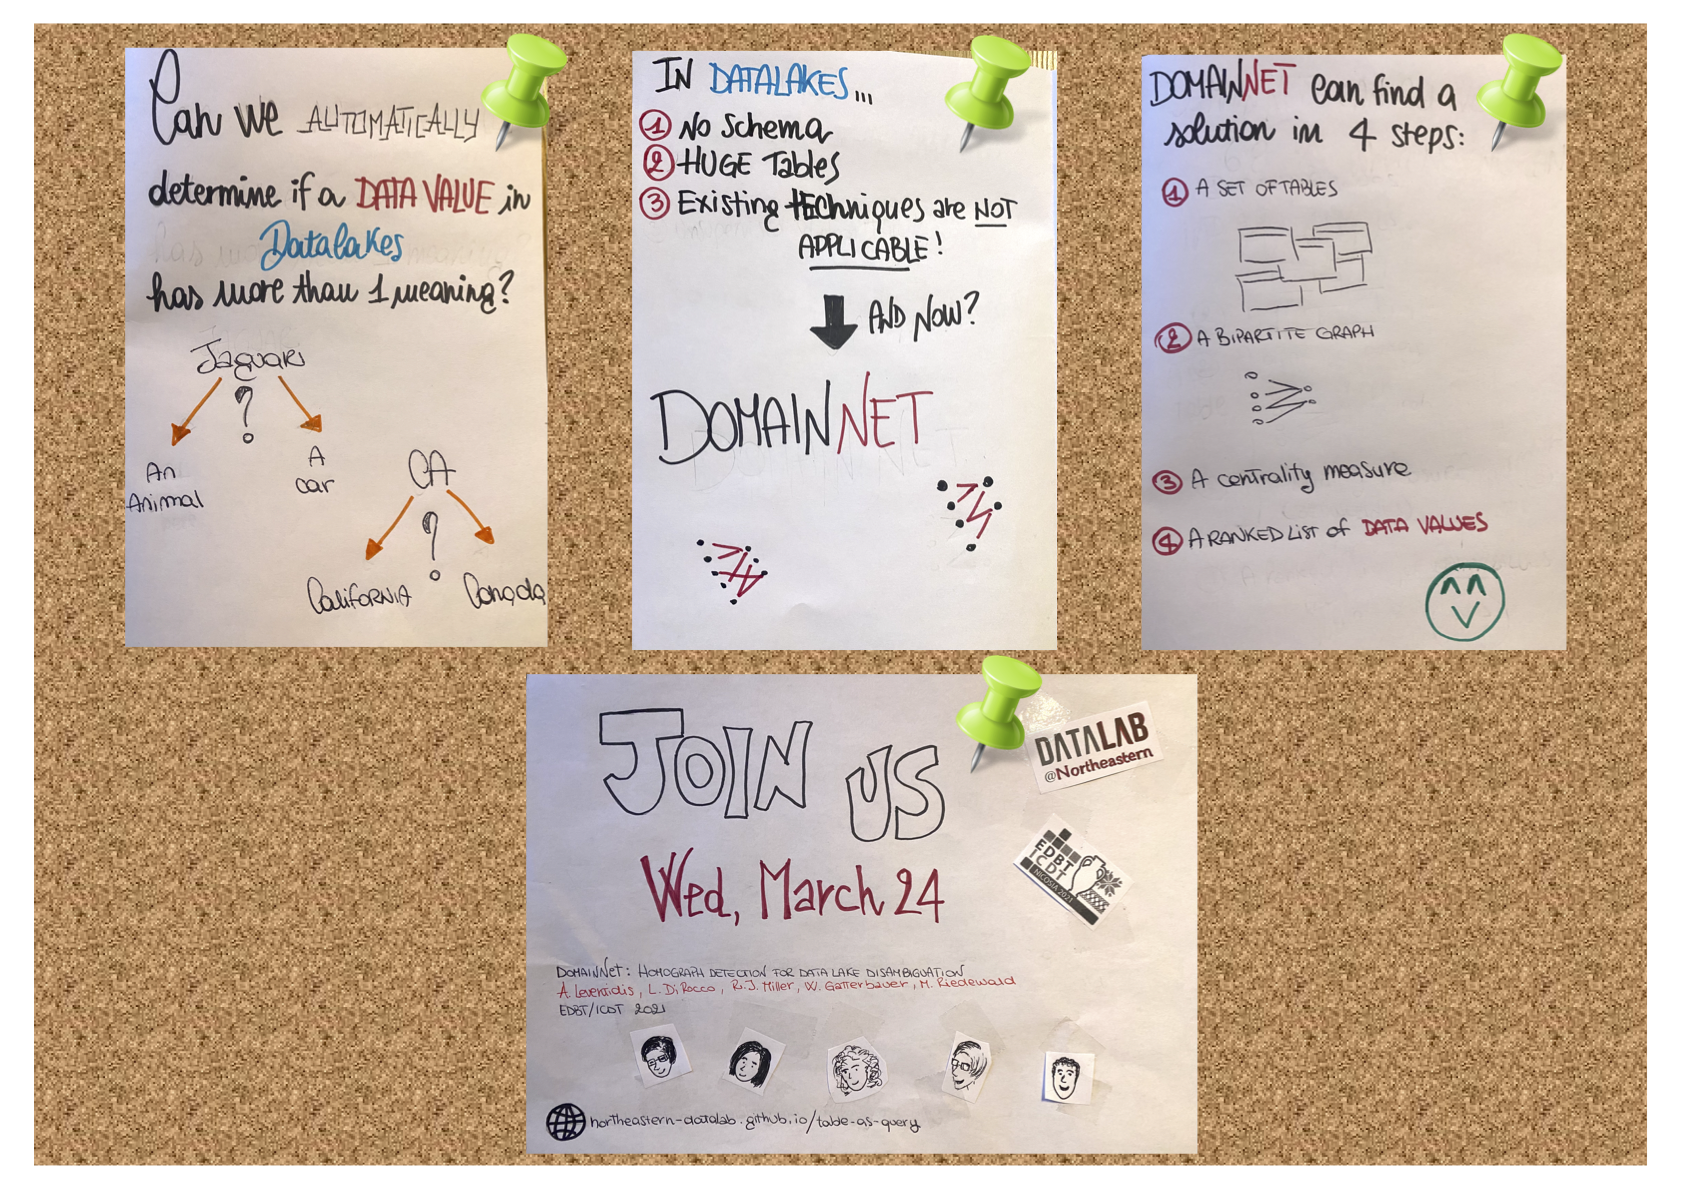 Can we AUTOMATICALLY
determine if a DATA VALUE in
Datalakes
has more than 1 meaning?
Jaguar
?
An
Animal
A
car
CA
?
California
Canada
IN DATALAKES...
1 No Schema
2 HUGE Tables
3 Existing tEChniques are NOT
APPLICABLE!
AND NOW?
DOMAINNET
DOMAINNET can find a
solution in 4 steps:
1 A SET OF TABLES
2 A BIPARTITE GRAPH
3 A centrality measure
4 A RANKED LIST of DATA VALUES
JOIN US
Wed, March 24
DATALAB
@Northeastern
EDBT
ICDT
NICOSIA 2021
DOMAINNet: HOMOGRAPH DETECTION FOR DATA LAKE DISAMBIGUATION
A. Leventidis, L. Di Rocco, R.J. Miller, W. Gatterbauer, M. Riedewald
EDBT/ICDT 2021
northeastern-datalab.github.io/table-as-query